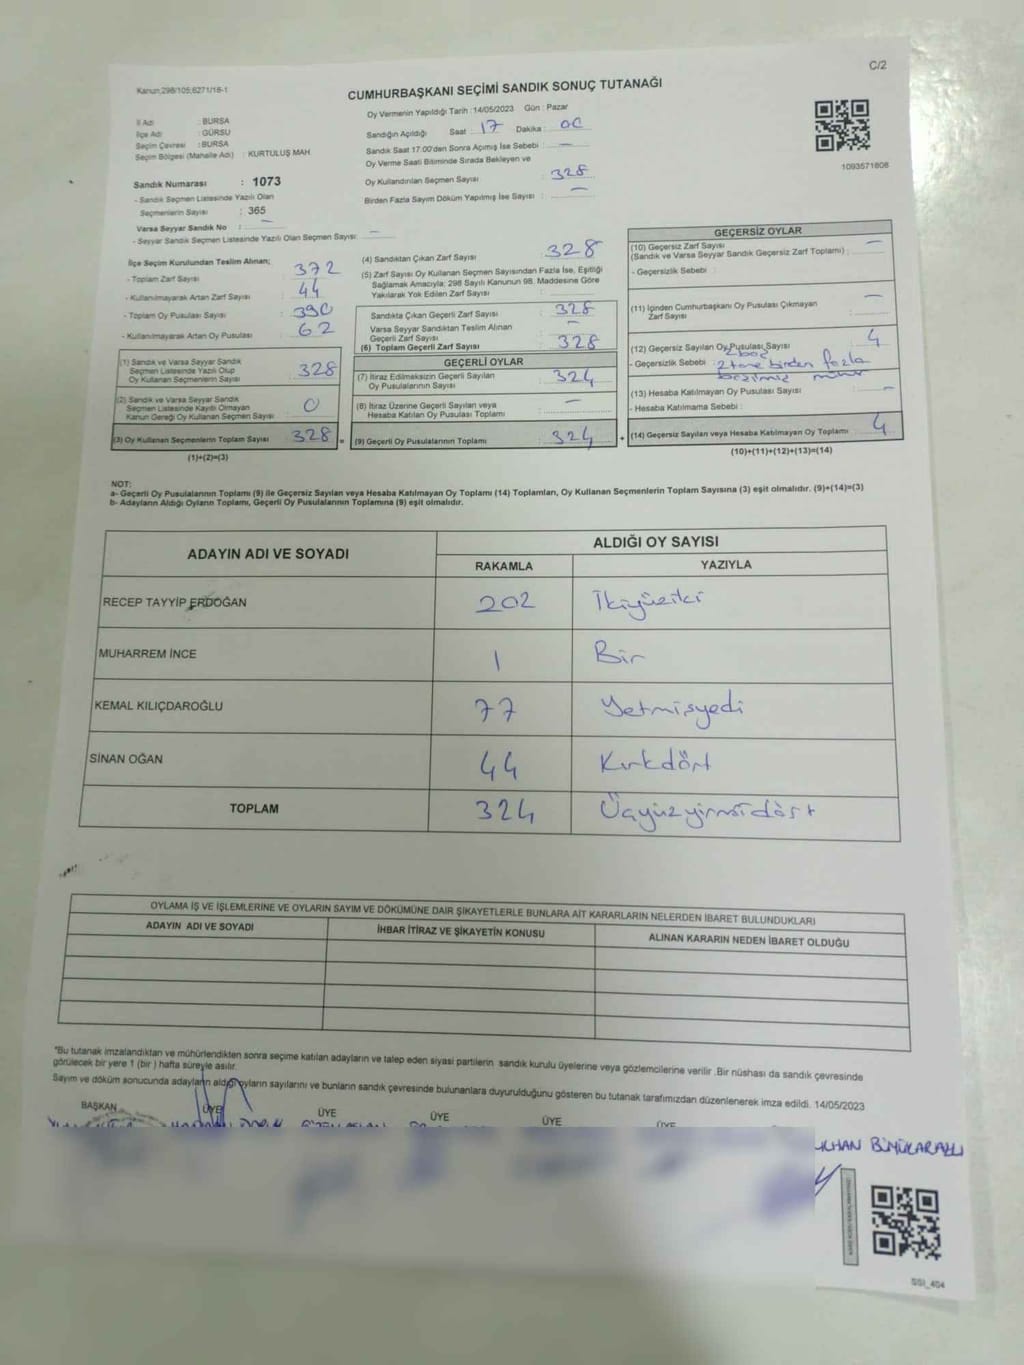 C/2
Kanun,298/105;6271/16-1
CUMHURBAŞKANI SEÇİMİ SANDIK SONUÇ TUTANAĞI
İl Adı : BURSA
İlçe Adı : GÜRSU
Seçim Çevresi : BURSA
Seçim Bölgesi (Mahalle Adı) : KURTULUŞ MAH.
Oy Vermenin Yapıldığı Tarih : 14/05/2023 Gün : Pazar
Sandığın Açıldığı Saat 17 Dakika : 00
Sandık Saat 17.00'den Sonra Açımış İse Sebebi : —
Oy Verme Saati Bitiminde Sırada Bekleyen ve
Oy Kullandırılan Seçmen Sayısı : 328
Birden Fazla Sayım Döküm Yapılmış İse Sayısı : —
1093571808
Sandık Numarası : 1073
- Sandık Seçmen Listesinde Yazılı Olan
Seçmenlerin Sayısı : 365
Varsa Seyyar Sandık No : —
- Seyyar Sandık Seçmen Listesinde Yazılı Olan Seçmen Sayısı: —
İlçe Seçim Kurulundan Teslim Alınan;
- Toplam Zarf Sayısı : 372
- Kullanılmayarak Artan Zarf Sayısı : 44
- Toplam Oy Pusulası Sayısı : 390
- Kullanılmayarak Artan Oy Pusulası : 62
(1) Sandık ve Varsa Seyyar Sandık
Seçmen Listesinde Yazılı Olup
Oy Kullanan Seçmenlerin Sayısı : 328
(2) Sandık ve Varsa Seyyar Sandık
Seçmen Listesinde Kayıtlı Olmayan
Kanun Gereği Oy Kullanan Seçmen Sayısı : 0
(3) Oy Kullanan Seçmenlerin Toplam Sayısı : 328 =
(1)+(2)=(3)
(4) Sandıktan Çıkan Zarf Sayısı : 328
(5) Zarf Sayısı Oy Kullanan Seçmen Sayısından Fazla İse, Eşitliği
Sağlamak Amacıyla; 298 Sayılı Kanunun 98. Maddesine Göre
Yakılarak Yok Edilen Zarf Sayısı :
Sandıkta Çıkan Geçerli Zarf Sayısı : 328
Varsa Seyyar Sandıktan Teslim Alınan
Geçerli Zarf Sayısı : —
(6) Toplam Geçerli Zarf Sayısı : 328
GEÇERLİ OYLAR
(7) İtiraz Edilmeksizin Geçerli Sayılan
Oy Pusulalarının Sayısı : 324
(8) İtiraz Üzerine Geçerli Sayılan veya
Hesaba Katılan Oy Pusulası Toplamı : —
(9) Geçerli Oy Pusulalarının Toplamı : 324 +
GEÇERSİZ OYLAR
(10) Geçersiz Zarf Sayısı
(Sandık ve Varsa Seyyar Sandık Geçersiz Zarf Toplamı) : —
- Geçersizlik Sebebi :
(11) İçinden Cumhurbaşkanı Oy Pusulası Çıkmayan
Zarf Sayısı : —
(12) Geçersiz Sayılan Oy Pusulası Sayısı : 4
2 boş
- Geçersizlik Sebebi : 2 tane birden fazla
mühür
(13) Hesaba Katılmayan Oy Pusulası Sayısı : —
- Hesaba Katılmama Sebebi :
(14) Geçersiz Sayılan veya Hesaba Katılmayan Oy Toplamı : 4
(10)+(11)+(12)+(13)=(14)
NOT:
a- Geçerli Oy Pusulalarının Toplamı (9) ile Geçersiz Sayılan veya Hesaba Katılmayan Oy Toplamı (14) Toplamları, Oy Kullanan Seçmenlerin Toplam Sayısına (3) eşit olmalıdır. (9)+(14)=(3)
b- Adayların Aldığı Oyların Toplamı, Geçerli Oy Pusulalarının Toplamına (9) eşit olmalıdır.
ADAYIN ADI VE SOYADI
ALDIĞI OY SAYISI
RAKAMLA YAZIYLA
RECEP TAYYİP ERDOĞAN 202 İkiyüziki
MUHARREM İNCE 1 Bir
KEMAL KILIÇDAROĞLU 77 Yetmişyedi
SİNAN OĞAN 44 Kırkdört
TOPLAM 324 Üçyüzyirmidört
OYLAMA İŞ VE İŞLEMLERİNE VE OYLARIN SAYIM VE DÖKÜMÜNE DAİR ŞİKAYETLERLE BUNLARA AİT KARARLARIN NELERDEN İBARET BULUNDUKLARI
ADAYIN ADI VE SOYADI İHBAR İTİRAZ VE ŞİKAYETİN KONUSU ALINAN KARARIN NEDEN İBARET OLDUĞU
*Bu tutanak imzalandıktan ve mühürlendikten sonra seçime katılan adayların ve talep eden siyasi partilerin sandık kurulu üyelerine veya gözlemcilerine verilir .Bir nüshası da sandık çevresinde
görülecek bir yere 1 (bir ) hafta süreyle asılır.
Sayım ve döküm sonucunda adayların aldığı oyların sayılarını ve bunların sandık çevresinde bulunanlara duyurulduğunu gösteren bu tutanak tarafımızdan düzenlenerek imza edildi. 14/05/2023
BAŞKAN ÜYE ÜYE ÜYE ÜYE ÜYE
SSI_404